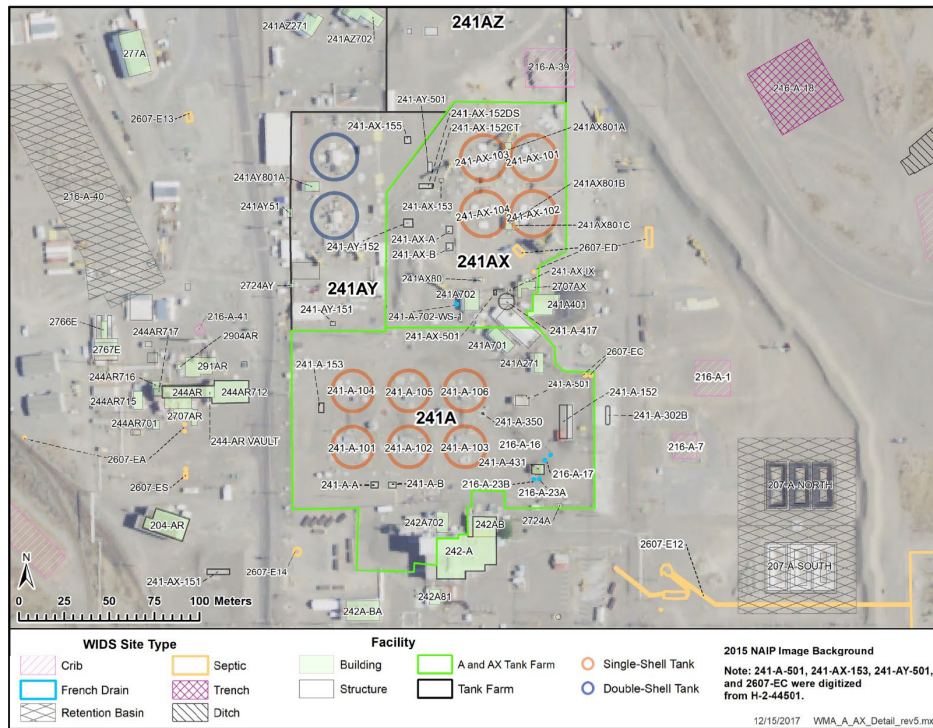 241AZ
241AZ271
241AZ702
277A
216-A-39
216-A-18
241-AY-501
241-AX-152DS
241-AX-152CT
2607-E13
241-AX-155
241AX801A
241-AX-103
241-AX-101
241AY801A
241AX801B
216-A-40
241AY51
241-AX-153
241-AX-104
241-AX-102
241AX801C
241-AY-152
241-AX-A
2607-ED
241-AX-B
241AX
241-AX-IX
241AX80
2707AX
2724AY
241AY
241A702
241A401
241-AY-151
241-A-702-WS-1
241-A-417
216-A-41
241-AX-501
2766E
244AR717
2904AR
241A701
2767E
291AR
241A271
2607-EC
241-A-153
241-A-501
216-A-1
244AR716
244AR
244AR712
241-A-104
241-A-105
241-A-106
241-A-152
244AR715
2707AR
241A
241-A-350
241-A-302B
244AR701
244-AR VAULT
241-A-101
241-A-102
241-A-103
216-A-16
216-A-7
2607-EA
241-A-431
216-A-17
2607-ES
241-A-A
241-A-B
216-A-23B
216-A-23A
207-A-NORTH
204-AR
242A702
242AB
2724A
242-A
2607-E12
207-A-SOUTH
N
2607-E14
241-AX-151
242A81
242A-BA
0 25 50 75 100 Meters
WIDS Site Type
Facility
2015 NAIP Image Background
Crib
Septic
Building
A and AX Tank Farm
Single-Shell Tank
Note: 241-A-501, 241-AX-153, 241-AY-501,
and 2607-EC were digitized
from H-2-44501.
French Drain
Trench
Structure
Tank Farm
Double-Shell Tank
Retention Basin
Ditch
12/15/2017 WMA_A_AX_Detail_rev5.mx